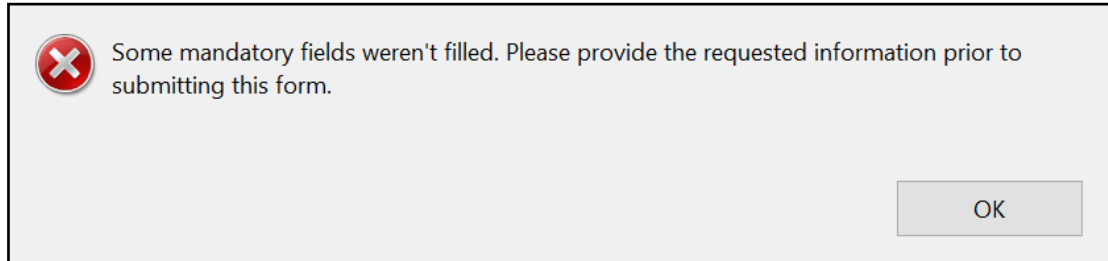 Some mandatory fields weren't filled. Please provide the requested information prior to
submitting this form.
OK